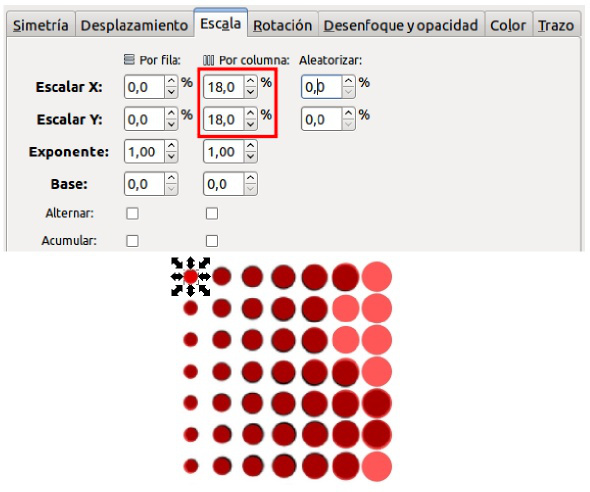 Simetría Desplazamiento Escala Rotación Desenfoque y opacidad Color Trazo
Por fila: Por columna: Aleatorizar:
Escalar X: 0,0 % 18,0 % 0,0 %
Escalar Y: 0,0 % 18,0 % 0,0 %
Exponente: 1,00 1,00
Base: 0,0 0,0
Alternar:
Acumular: